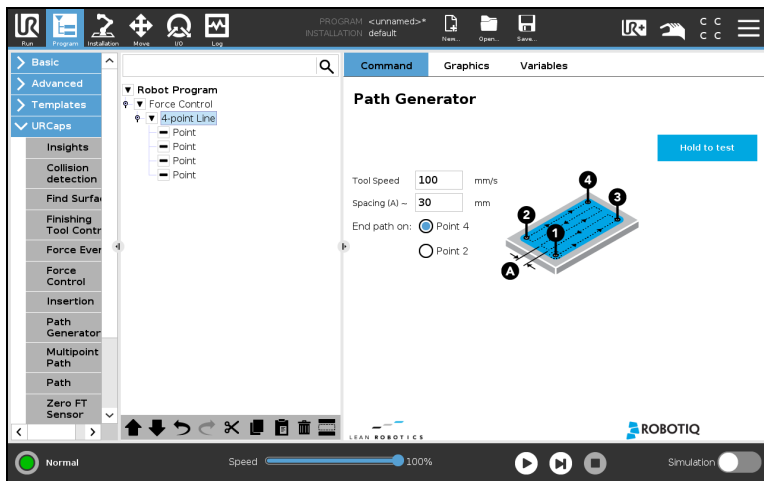 PROGRAM <unnamed>*
INSTALLATION default
Run
Program
Installation
Move
I/O
Log
New...
Open...
Save...
C C
C C
Basic
Advanced
Templates
URCaps
Insights
Collision
detection
Find Surfa
Finishing
Tool Contr
Force Even
Force
Control
Insertion
Path
Generator
Multipoint
Path
Path
Zero FT
Sensor
Robot Program
Force Control
4-point Line
Point
Point
Point
Point
Command Graphics Variables
Path Generator
Hold to test
Tool Speed 100 mm/s
Spacing (A) ~ 30 mm
End path on: Point 4
Point 2
4
3
2
1
A
LEAN ROBOTICS
ROBOTIQ
Normal
Speed 100%
Simulation